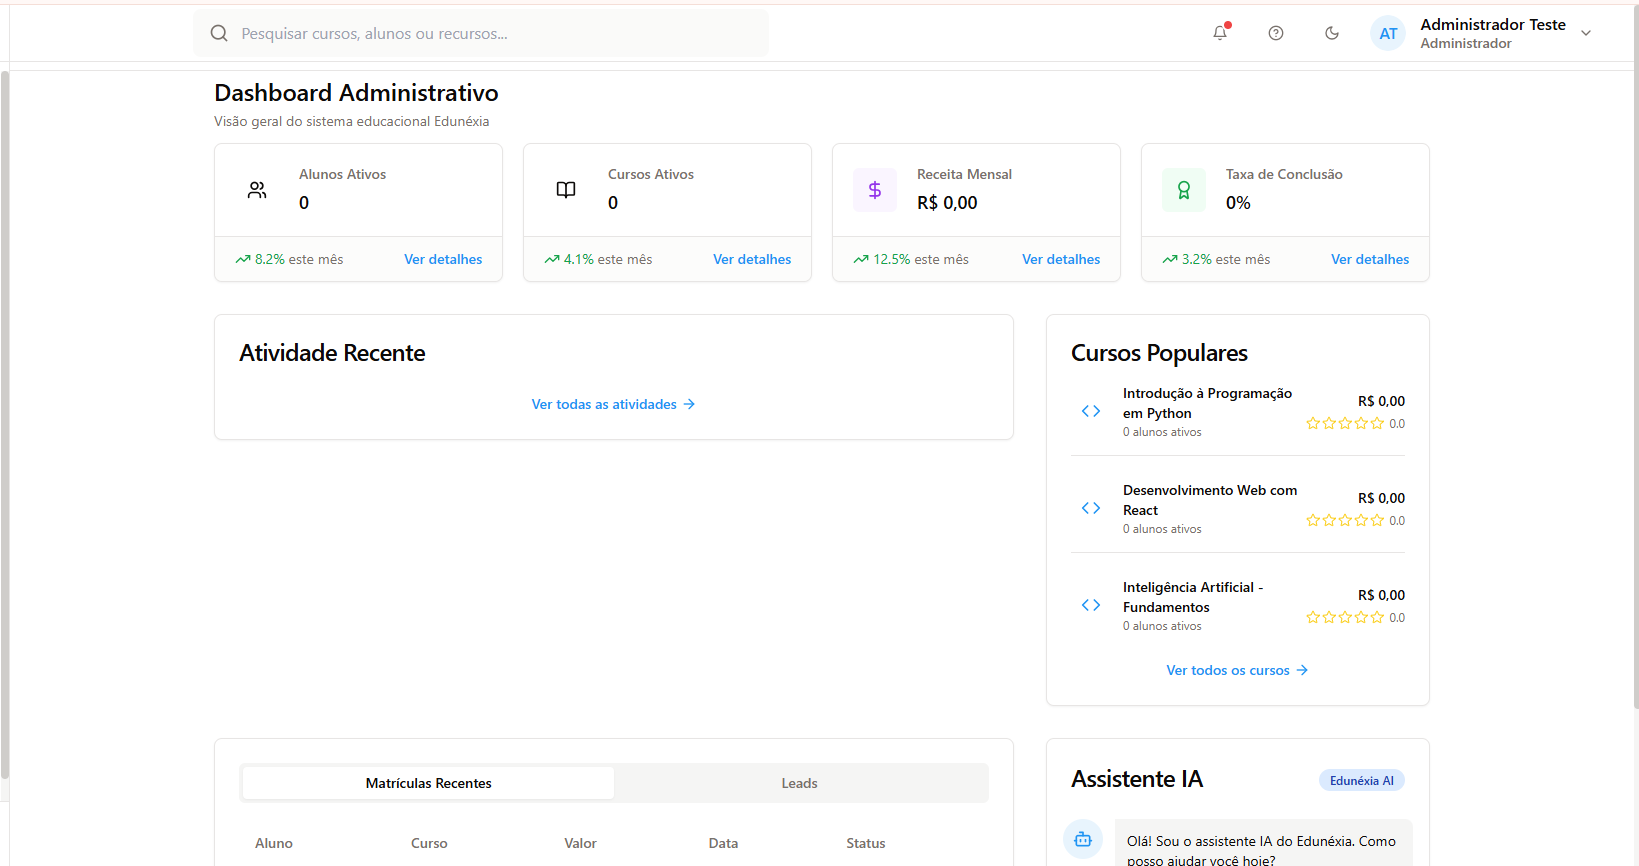 Pesquisar cursos, alunos ou recursos...
AT
Administrador Teste
Administrador
Dashboard Administrativo
Visão geral do sistema educacional Edunéxia
Alunos Ativos
0
8.2% este mês
Ver detalhes
Cursos Ativos
0
4.1% este mês
Ver detalhes
Receita Mensal
R$ 0,00
12.5% este mês
Ver detalhes
Taxa de Conclusão
0%
3.2% este mês
Ver detalhes
Atividade Recente
Ver todas as atividades
Cursos Populares
Introdução à Programação
em Python
0 alunos ativos
R$ 0,00
0.0
Desenvolvimento Web com
React
0 alunos ativos
R$ 0,00
0.0
Inteligência Artificial -
Fundamentos
0 alunos ativos
R$ 0,00
0.0
Ver todos os cursos
Matrículas Recentes
Leads
Aluno Curso Valor Data Status
Assistente IA
Edunéxia AI
Olá! Sou o assistente IA do Edunéxia. Como
posso ajudar você hoje?